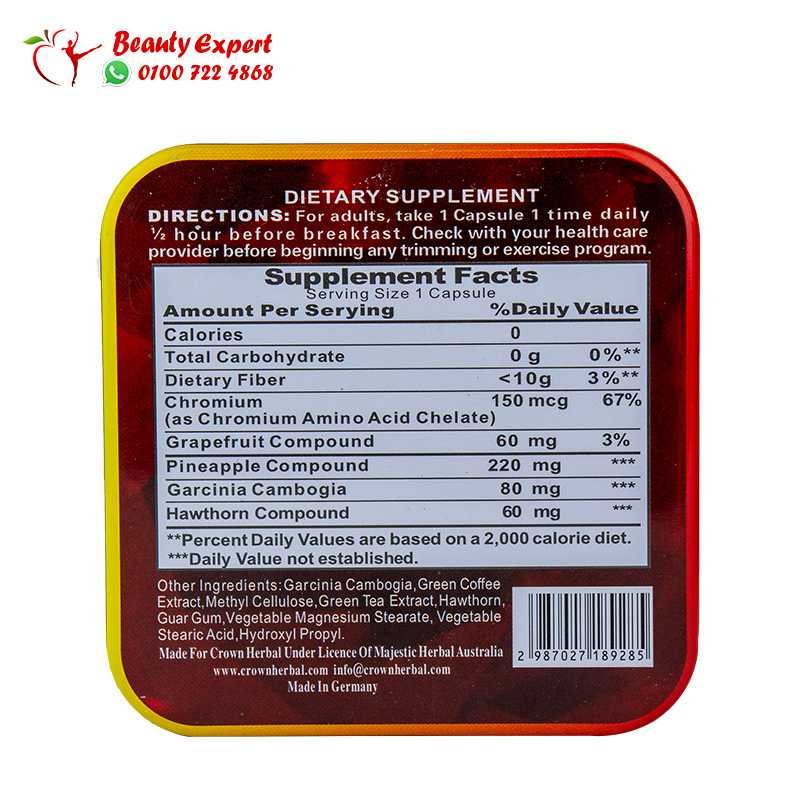 Beauty Expert
0100 722 4868
DIETARY SUPPLEMENT
DIRECTIONS: For adults, take 1 Capsule 1 time daily
½ hour before breakfast. Check with your health care
provider before beginning any trimming or exercise program.
Supplement Facts
Serving Size 1 Capsule
Amount Per Serying %Daily Value
Calories 0
Total Carbohydrate 0 g 0%**
Dietary Fiber <10g 3%**
Chromium 150 mcg 67%
(as Chromium Amino Acid Chelate)
Grapefruit Compound 60 mg 3%
Pineapple Compound 220 mg ***
Garcinia Cambogia 80 mg ***
Hawthorn Compound 60 mg ***
**Percent Daily Values are based on a 2,000 calorie diet.
***Daily Value not established.
Other Ingredients: Garcinia Cambogia, Green Coffee
Extract, Methyl Cellulose, Green Tea Extract, Hawthorn,
Guar Gum, Vegetable Magnesium Stearate, Vegetable
Stearic Acid, Hydroxyl Propyl.
Made For Crown Herbal Under Licence Of Majestic Herbal Australia
www.crownherbal.com info@crownherbal.com
Made In Germany
2 987027 189285